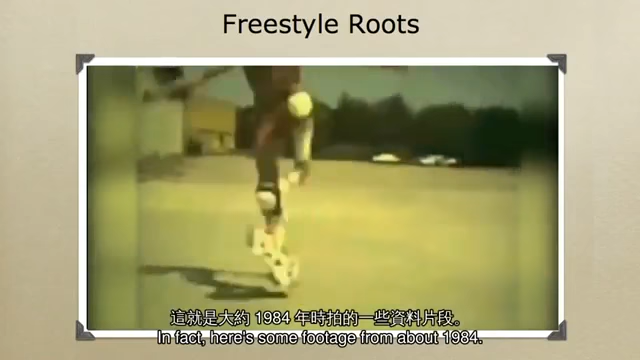 Freestyle Roots
這就是大約 1984 年時拍的一些資料片段。
In fact, here's some footage from about 1984.